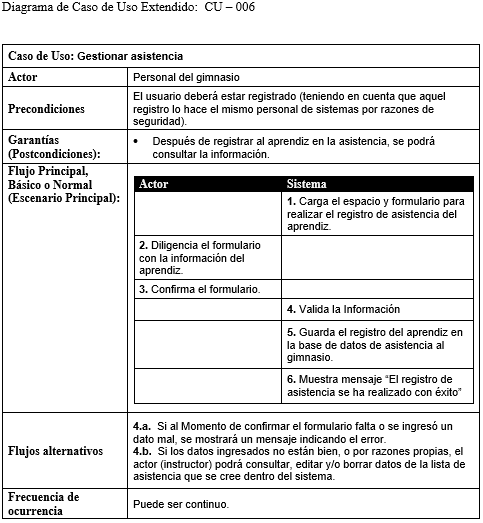 Diagrama de Caso de Uso Extendido: CU – 006
Caso de Uso: Gestionar asistencia
Actor
Personal del gimnasio
Precondiciones
El usuario deberá estar registrado (teniendo en cuenta que aquel
registro lo hace el mismo personal de sistemas por razones de
seguridad).
Garantías
(Postcondiciones):
• Después de registrar al aprendiz en la asistencia, se podrá
consultar la información.
Flujo Principal,
Básico o Normal
(Escenario Principal):
Actor
Sistema
1. Carga el espacio y formulario para
realizar el registro de asistencia del
aprendiz.
2. Diligencia el formulario
con la información del
aprendiz.
3. Confirma el formulario.
4. Valida la Información
5. Guarda el registro del aprendiz en
la base de datos de asistencia al
gimnasio.
6. Muestra mensaje “El registro de
asistencia se ha realizado con éxito”
Flujos alternativos
4.a. Si al Momento de confirmar el formulario falta o se ingresó un
dato mal, se mostrará un mensaje indicando el error.
4.b. Si los datos ingresados no están bien, o por razones propias, el
actor (instructor) podrá consultar, editar y/o borrar datos de la lista de
asistencia que se cree dentro del sistema.
Frecuencia de
ocurrencia
Puede ser continuo.